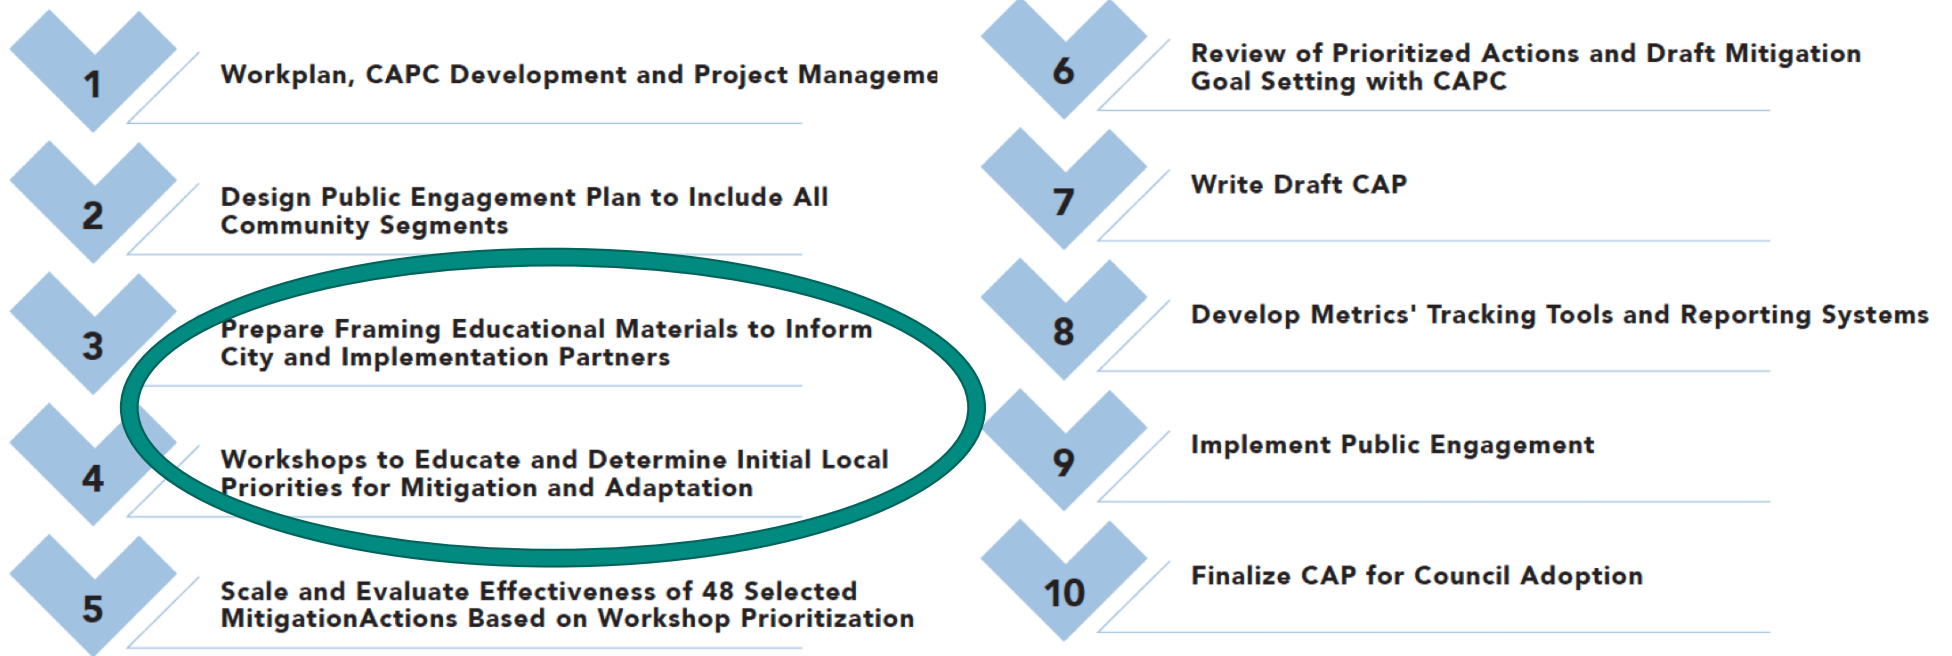 1
Workplan, CAPC Development and Project Manageme
2
Design Public Engagement Plan to Include All
Community Segments
3
Prepare Framing Educational Materials to Inform
City and Implementation Partners
4
Workshops to Educate and Determine Initial Local
Priorities for Mitigation and Adaptation
5
Scale and Evaluate Effectiveness of 48 Selected
MitigationActions Based on Workshop Prioritization
6
Review of Prioritized Actions and Draft Mitigation
Goal Setting with CAPC
7
Write Draft CAP
8
Develop Metrics' Tracking Tools and Reporting Systems
9
Implement Public Engagement
10
Finalize CAP for Council Adoption